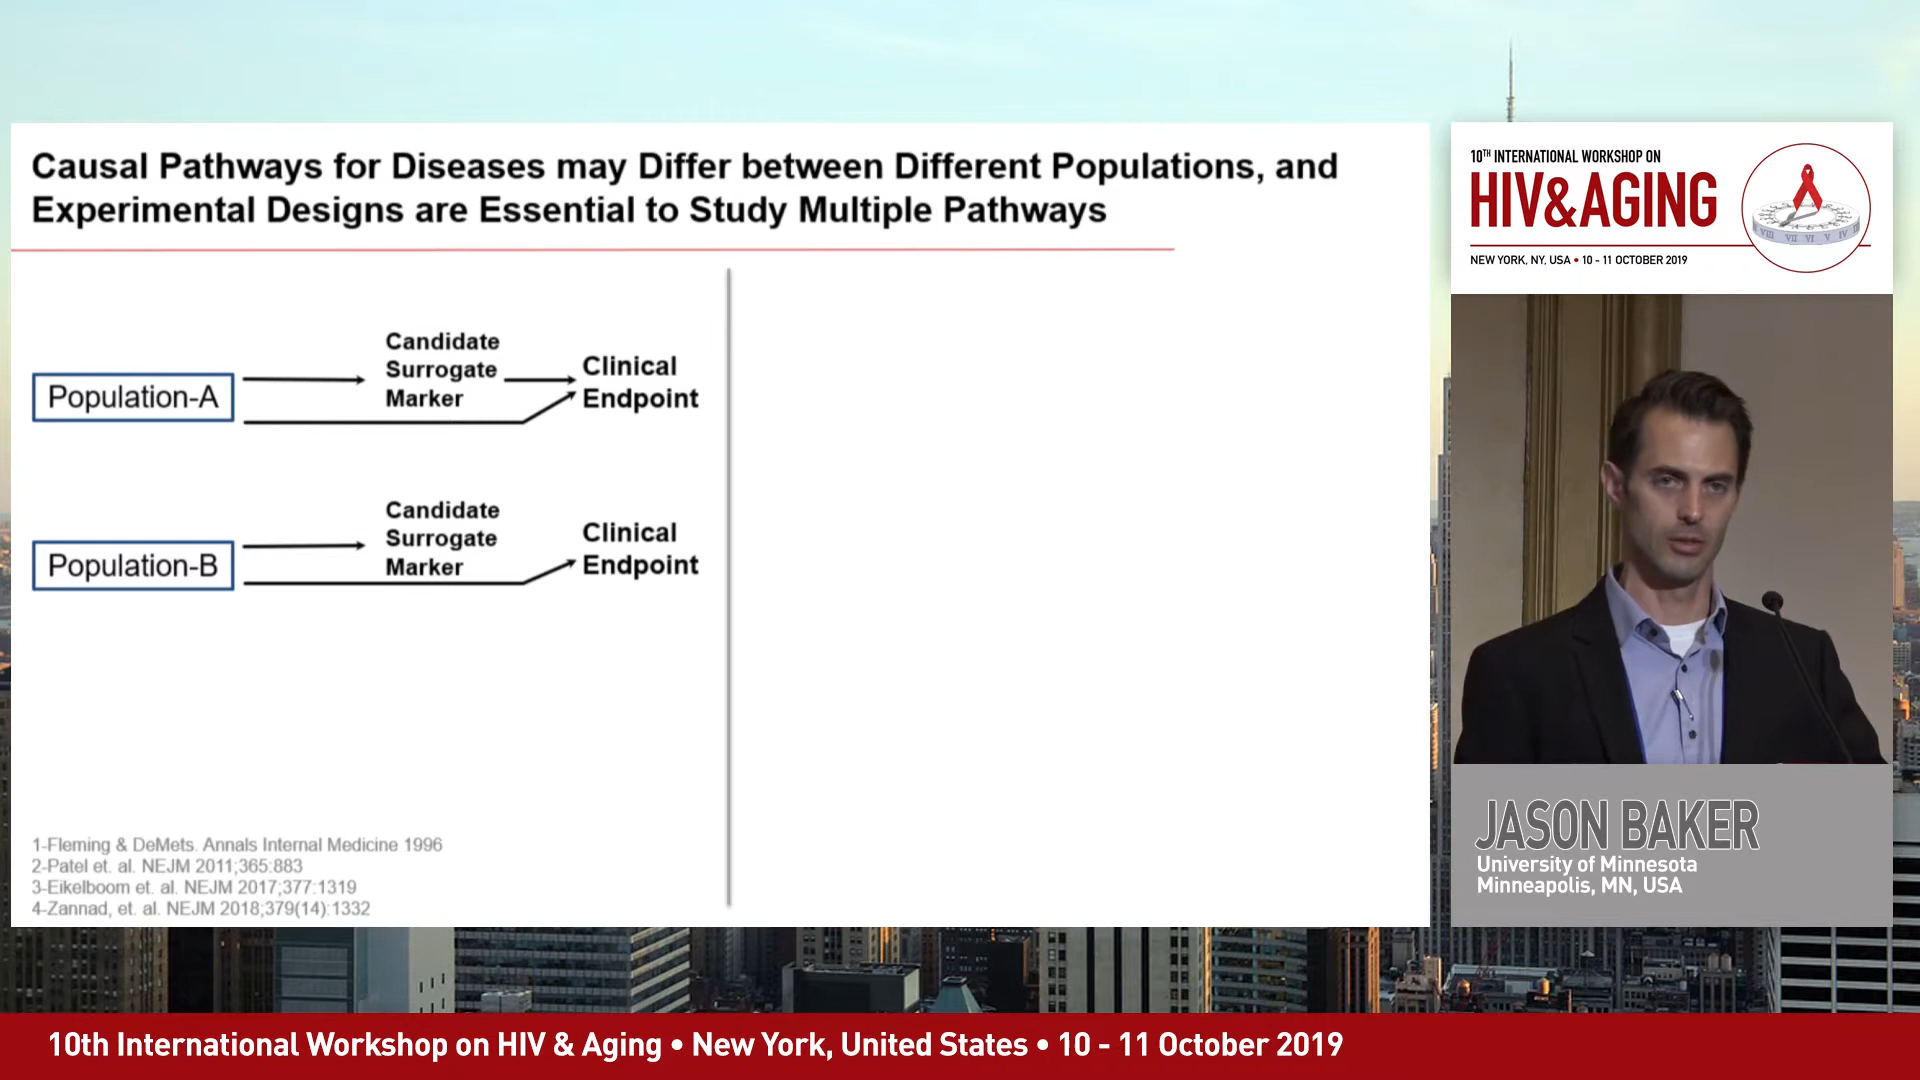 Causal Pathways for Diseases may Differ between Different Populations, and
Experimental Designs are Essential to Study Multiple Pathways
Population-A
Candidate
Surrogate
Marker
Clinical
Endpoint
Population-B
Candidate
Surrogate
Marker
Clinical
Endpoint
1-Fleming & DeMets. Annals Internal Medicine 1996
2-Patel et. al. NEJM 2011;365:883
3-Eikelboom et. al. NEJM 2017;377:1319
4-Zannad, et. al. NEJM 2018;379(14):1332
10TH INTERNATIONAL WORKSHOP ON
HIV&AGING
NEW YORK, NY, USA • 10 - 11 OCTOBER 2019
JASON BAKER
University of Minnesota
Minneapolis, MN, USA
10th International Workshop on HIV & Aging • New York, United States • 10 - 11 October 2019